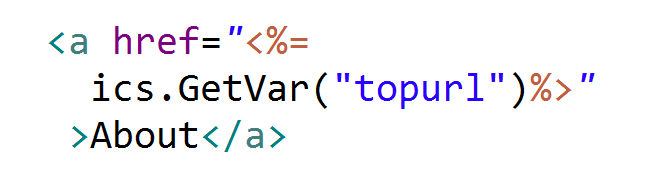 <a href="<%=
ics.GetVar("topurl")%>"
>About</a>